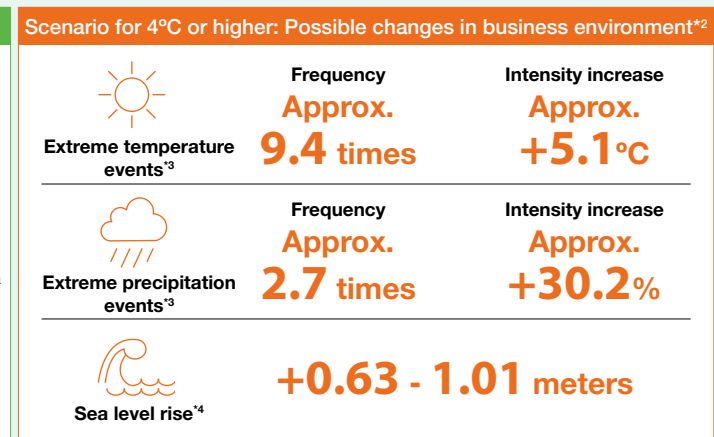 Scenario for 4ºC or higher: Possible changes in business environment*2
Extreme temperature
events*3
Frequency
Approx.
9.4 times
Intensity increase
Approx.
+5.1ºC
Extreme precipitation
events*3
Frequency
Approx.
2.7 times
Intensity increase
Approx.
+30.2%
Sea level rise*4
+0.63 - 1.01 meters